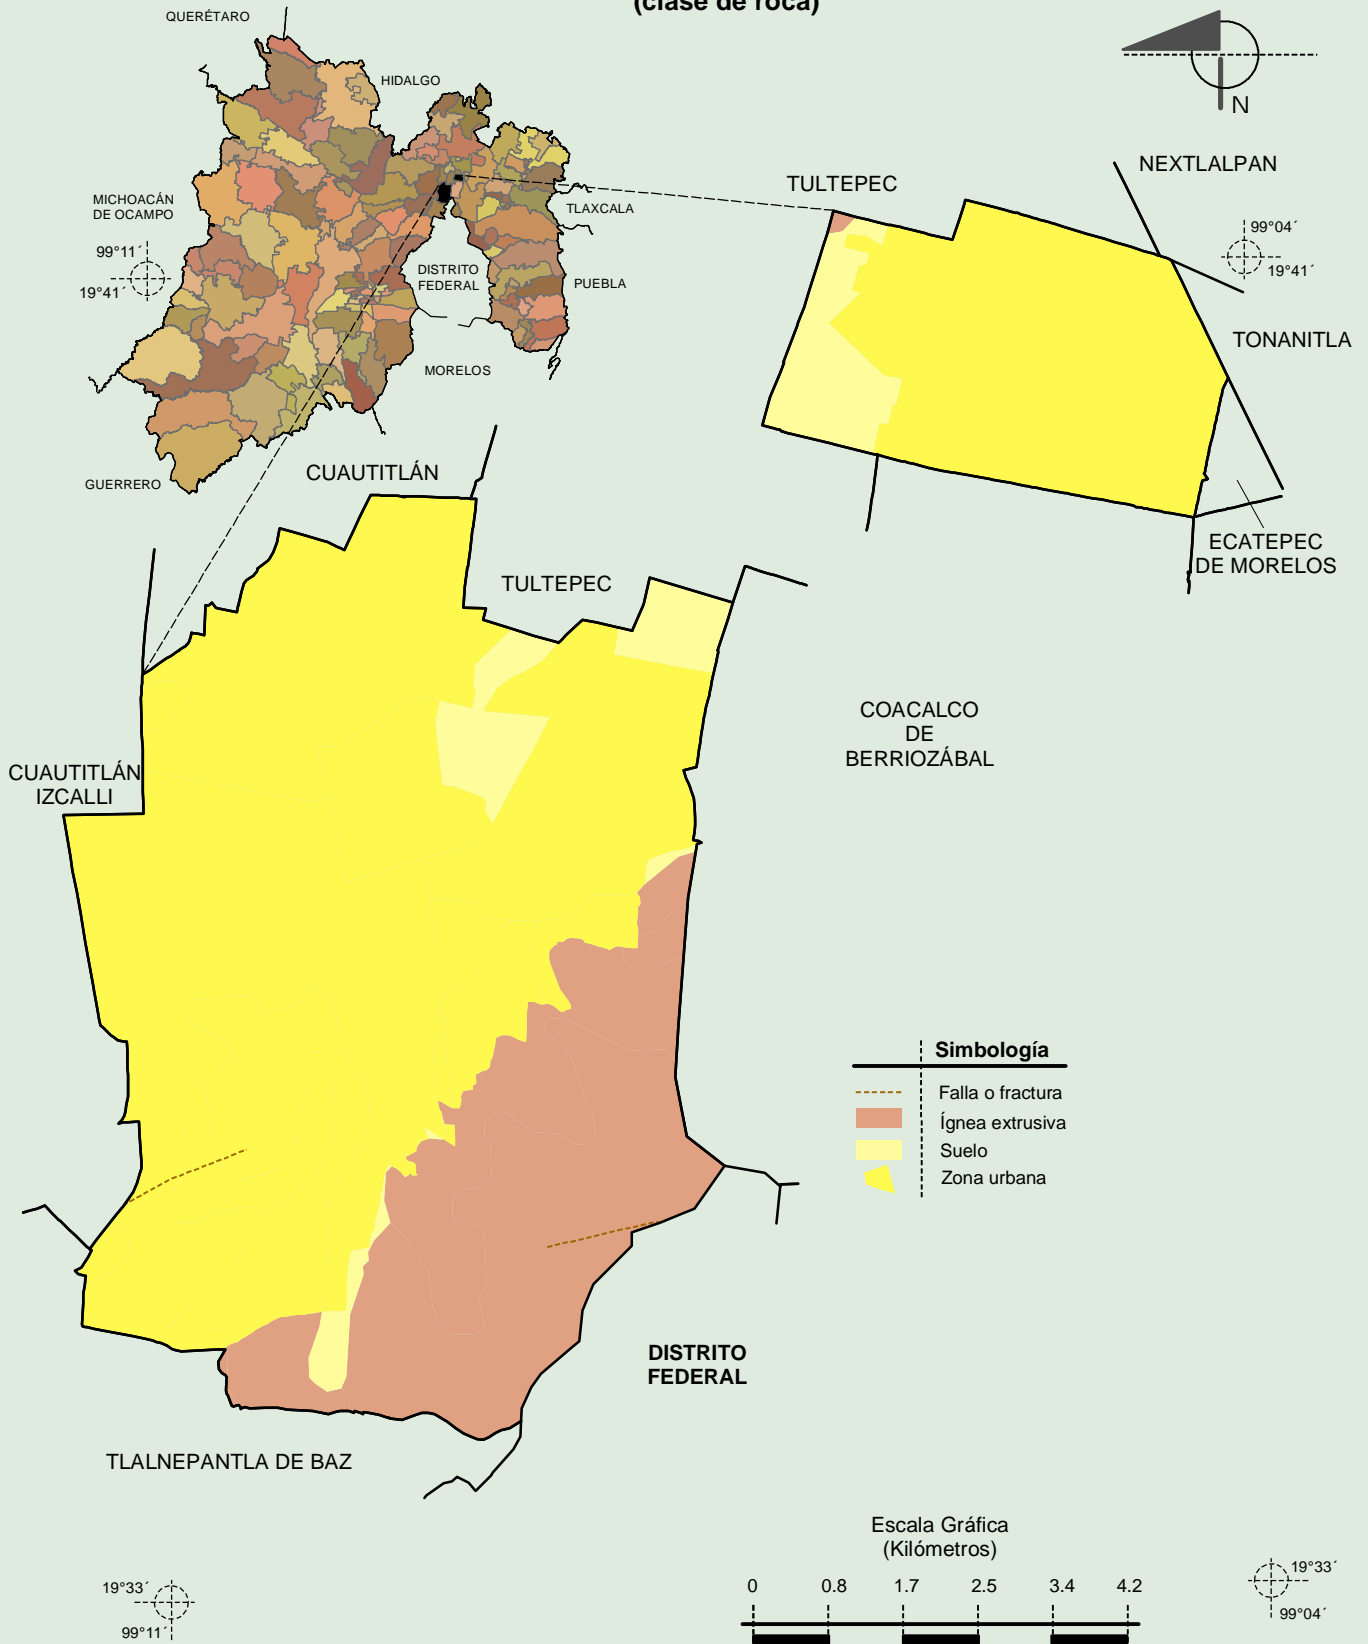 (clase de roca)
QUERÉTARO
HIDALGO
MICHOACÁN
DE OCAMPO
99°11´
19°41´
DISTRITO
FEDERAL
TLAXCALA
PUEBLA
MORELOS
GUERRERO
N
NEXTLALPAN
TULTEPEC
99°04´
19°41´
TONANITLA
ECATEPEC
DE MORELOS
CUAUTITLÁN
TULTEPEC
COACALCO
DE
BERRIOZÁBAL
CUAUTITLÁN
IZCALLI
Simbología
Falla o fractura
Ígnea extrusiva
Suelo
Zona urbana
DISTRITO
FEDERAL
TLALNEPANTLA DE BAZ
Escala Gráfica
(Kilómetros)
0 0.8 1.7 2.5 3.4 4.2
19°33´
99°11´
19°33´
99°04´